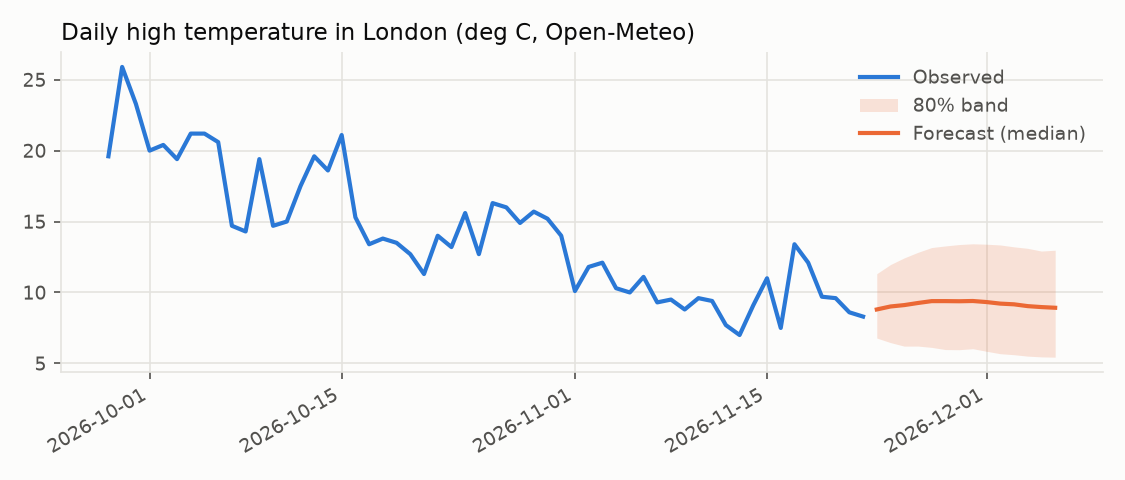 Daily high temperature in London (deg C, Open-Meteo)
Observed
80% band
Forecast (median)
25
20
15
10
5
2026-10-01
2026-10-15
2026-11-01
2026-11-15
2026-12-01